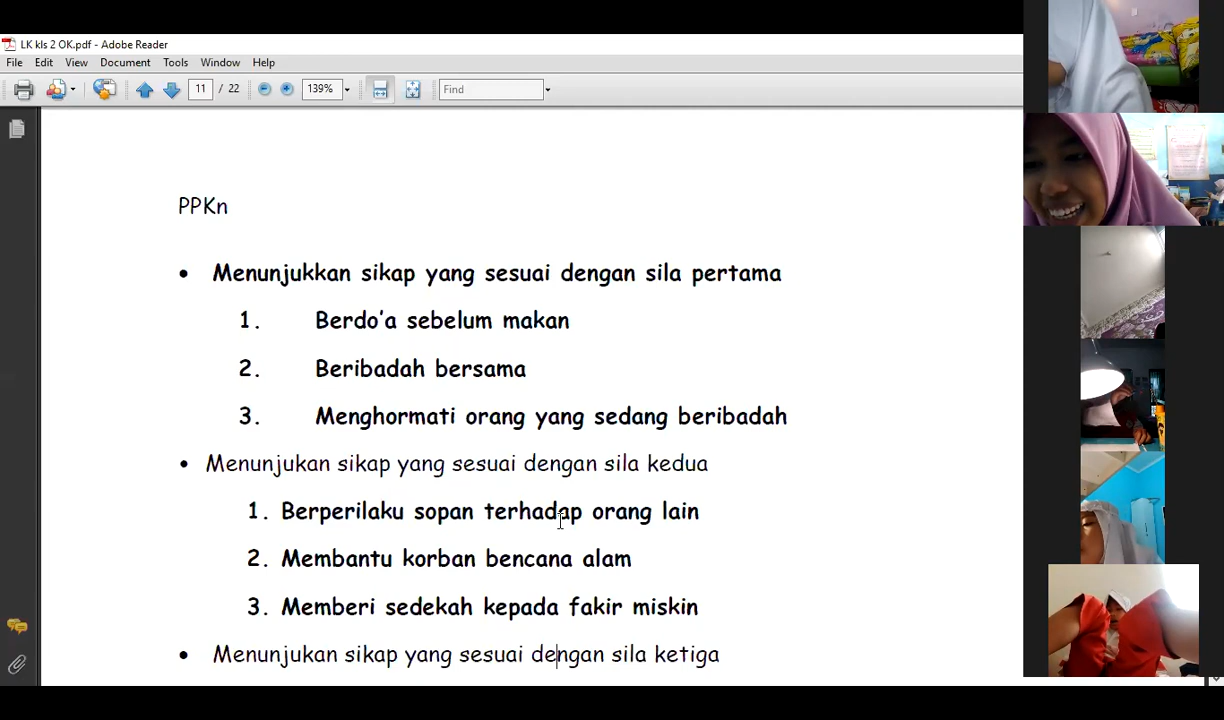 LK kls 2 OK.pdf - Adobe Reader
File Edit View Document Tools Window Help
11 / 22 139% Find
PPKn
• Menunjukkan sikap yang sesuai dengan sila pertama
1. Berdo'a sebelum makan
2. Beribadah bersama
3. Menghormati orang yang sedang beribadah
• Menunjukan sikap yang sesuai dengan sila kedua
1. Berperilaku sopan terhadap orang lain
2. Membantu korban bencana alam
3. Memberi sedekah kepada fakir miskin
• Menunjukan sikap yang sesuai dengan sila ketiga